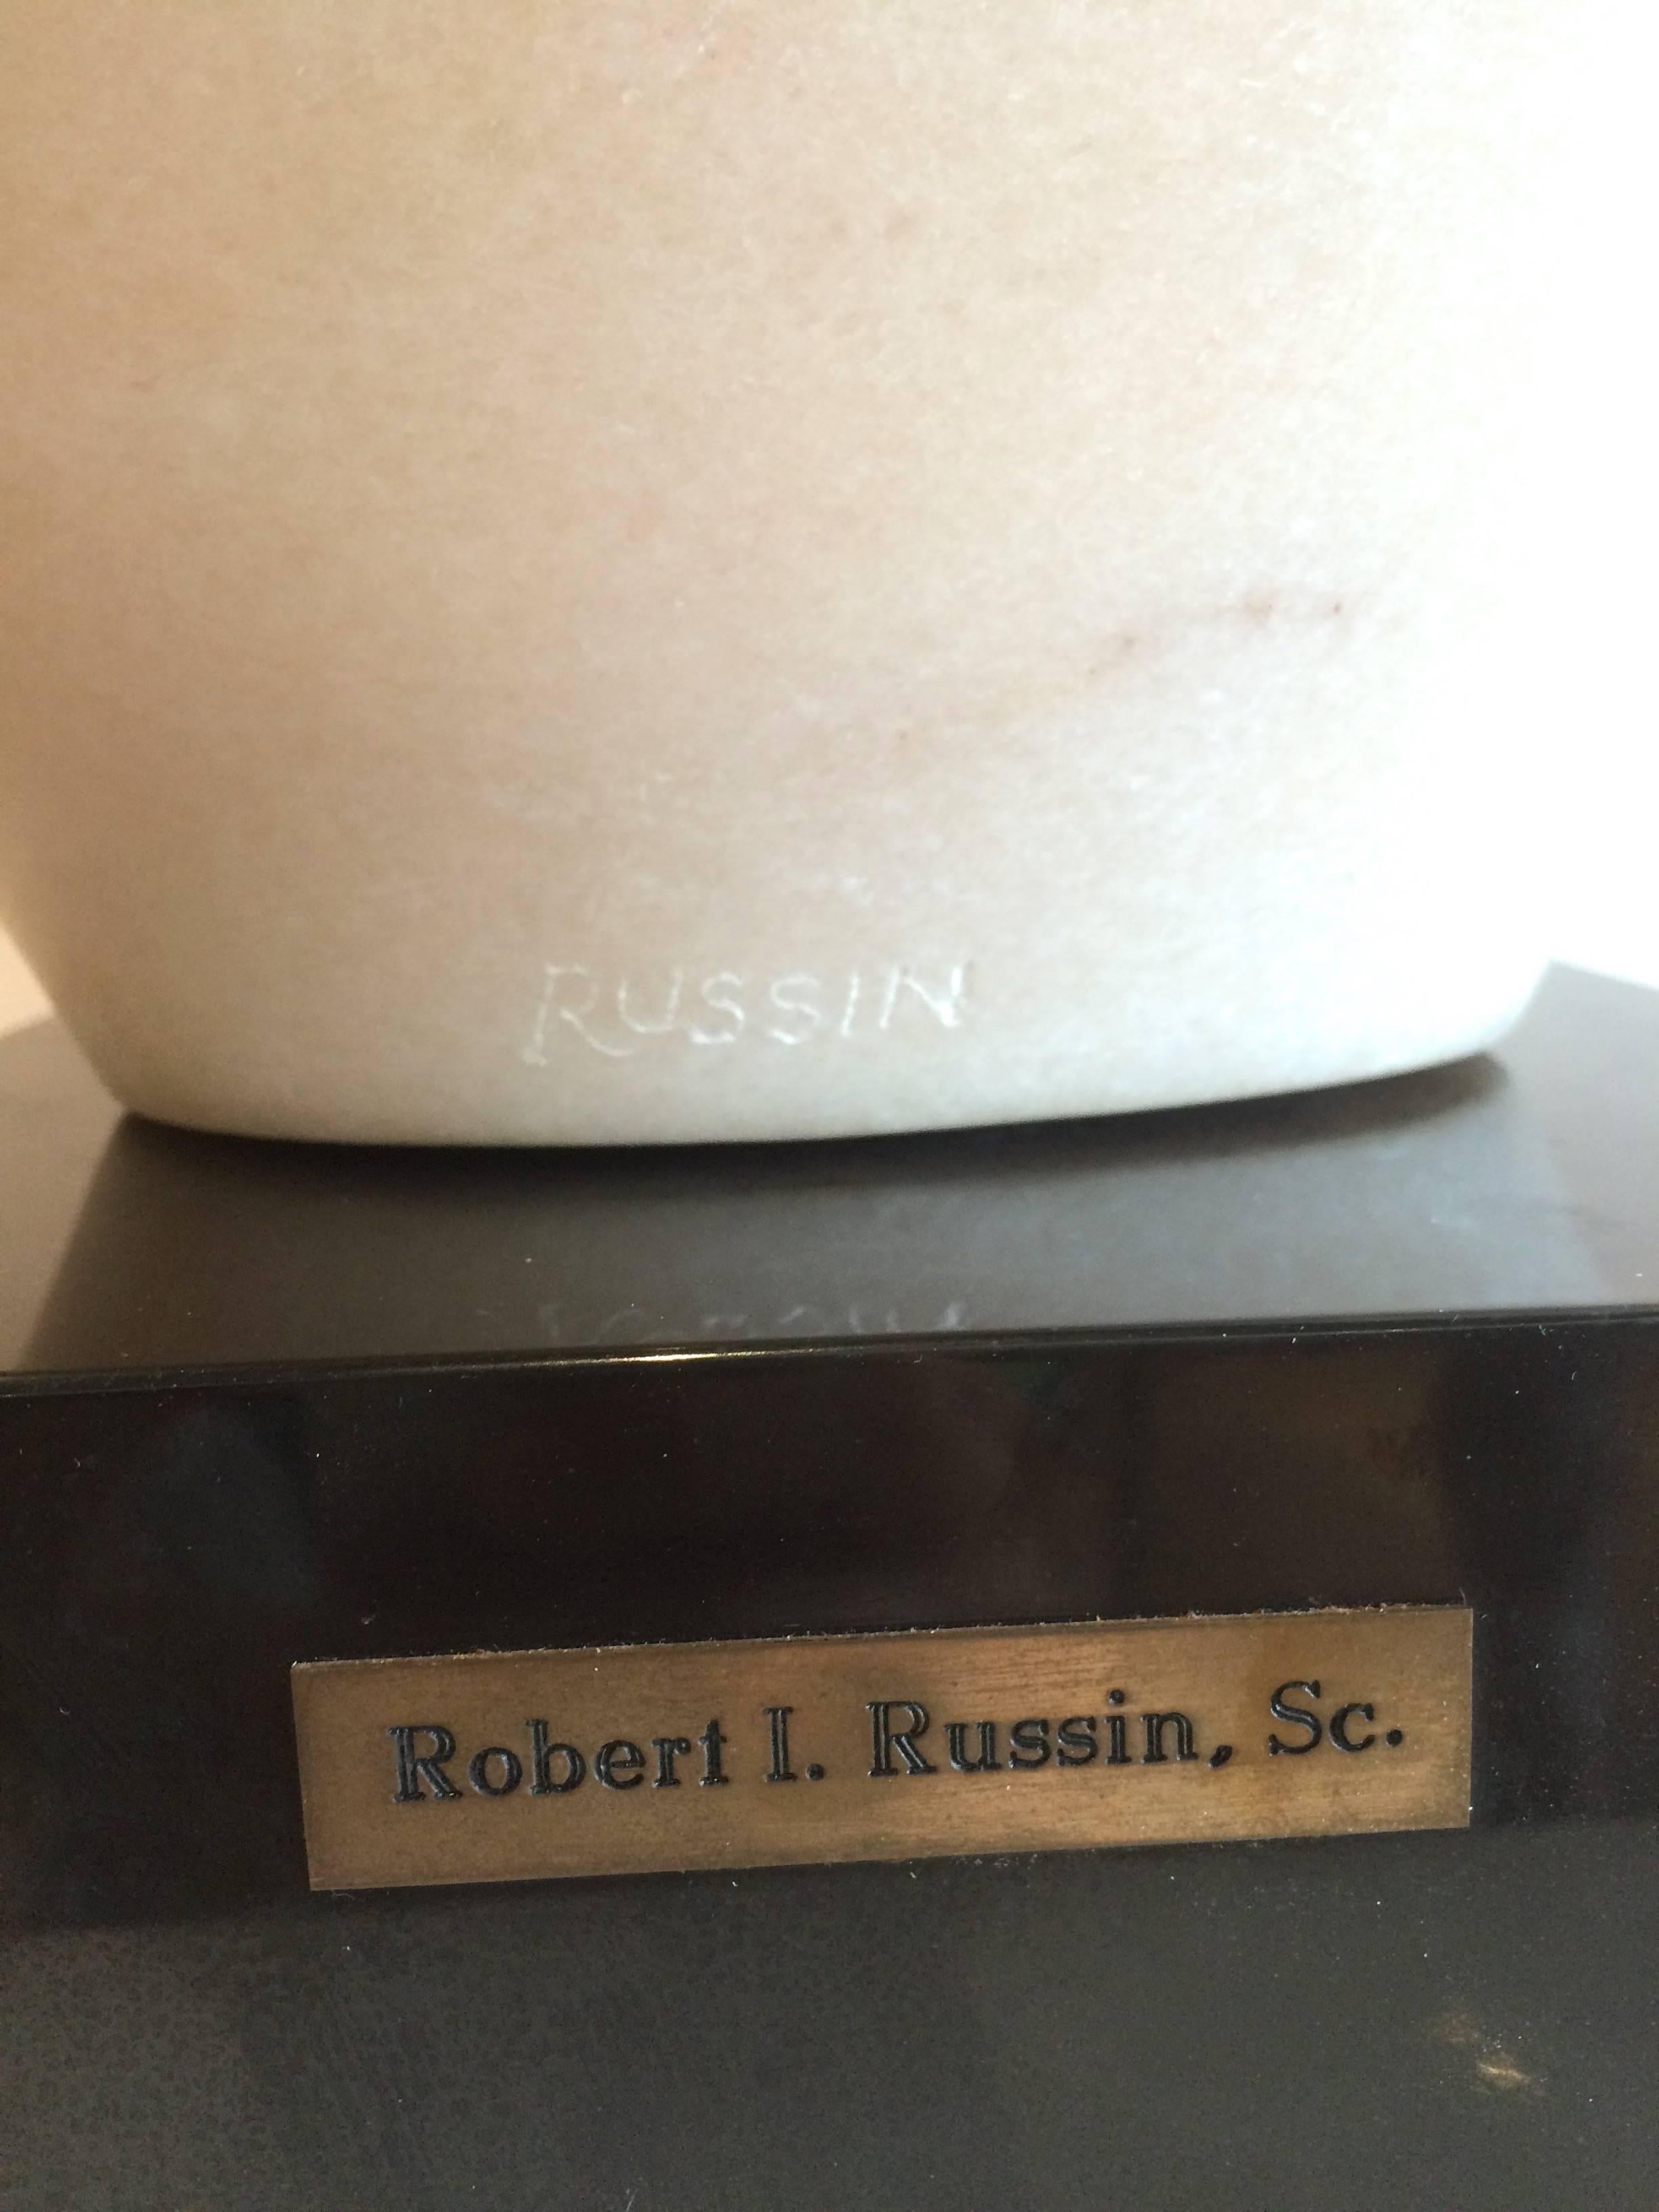 RUSSIN
Robert I. Russin, Sc.